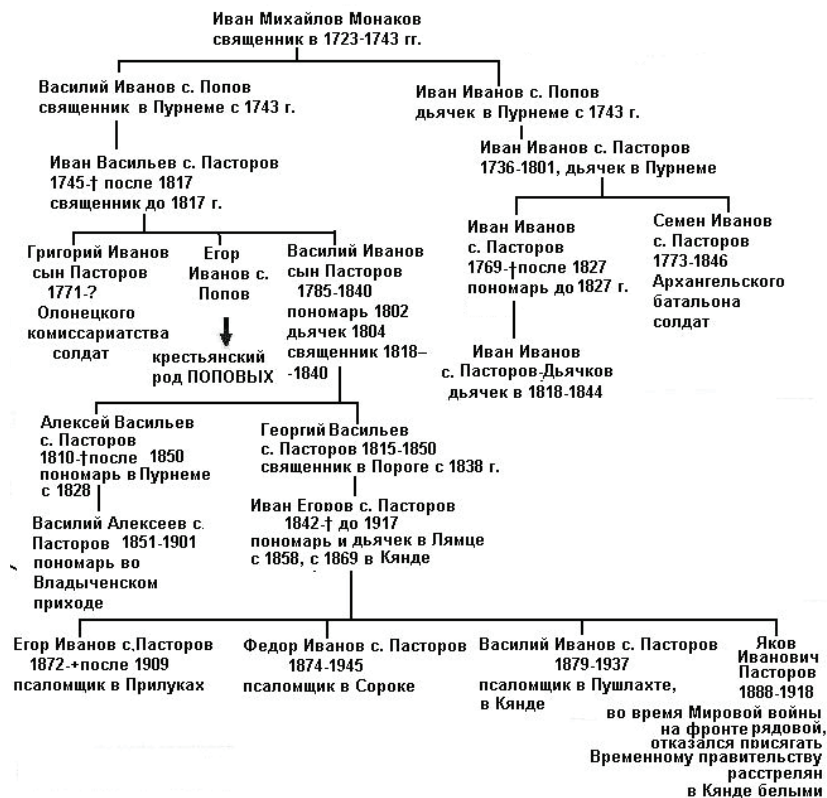 Иван Михайлов Монаков
священник в 1723-1743 гг.
Василий Иванов с. Попов
священник в Пурнеме с 1743 г.
Иван Иванов с. Попов
дьячек в Пурнеме с 1743 г.
Иван Васильев с. Пасторов
1745-† после 1817
священник до 1817 г.
Иван Иванов с. Пасторов
1736-1801, дьячек в Пурнеме
Григорий Иванов
сын Пасторов
1771-?
Олонецкого
комиссариатства
солдат
Егор
Иванов с.
Попов
крестьянский
род ПОПОВЫХ
Василий Иванов
сын Пасторов
1785-1840
пономарь 1802
дьячек 1804
священник 1818–
-1840
Иван Иванов
с. Пасторов
1769-†после 1827
пономарь до 1827 г.
Семен Иванов
с. Пасторов
1773-1846
Архангельского
батальона
солдат
Иван Иванов
с. Пасторов-Дьячков
дьячек в 1818-1844
Алексей Васильев
с. Пасторов
1810-†после 1850
пономарь в Пурнеме
с 1828
Георгий Васильев
с. Пасторов 1815-1850
священник в Пороге с 1838 г.
Василий Алексеев с.
Пасторов 1851-1901
пономарь во
Владыченском
приходе
Иван Егоров с. Пасторов
1842-† до 1917
пономарь и дьячек в Лямце
с 1858, с 1869 в Кянде
Егор Иванов с,Пасторов
1872-+после 1909
псаломщик в Прилуках
Федор Иванов с. Пасторов
1874-1945
псаломщик в Сороке
Василий Иванов с. Пасторов
1879-1937
псаломщик в Пушлахте,
в Кянде
Яков
Иванович
Пасторов
1888-1918
во время Мировой войны
на фронте рядовой,
отказался присягать
Временному правительству
расстрелян
в Кянде белыми